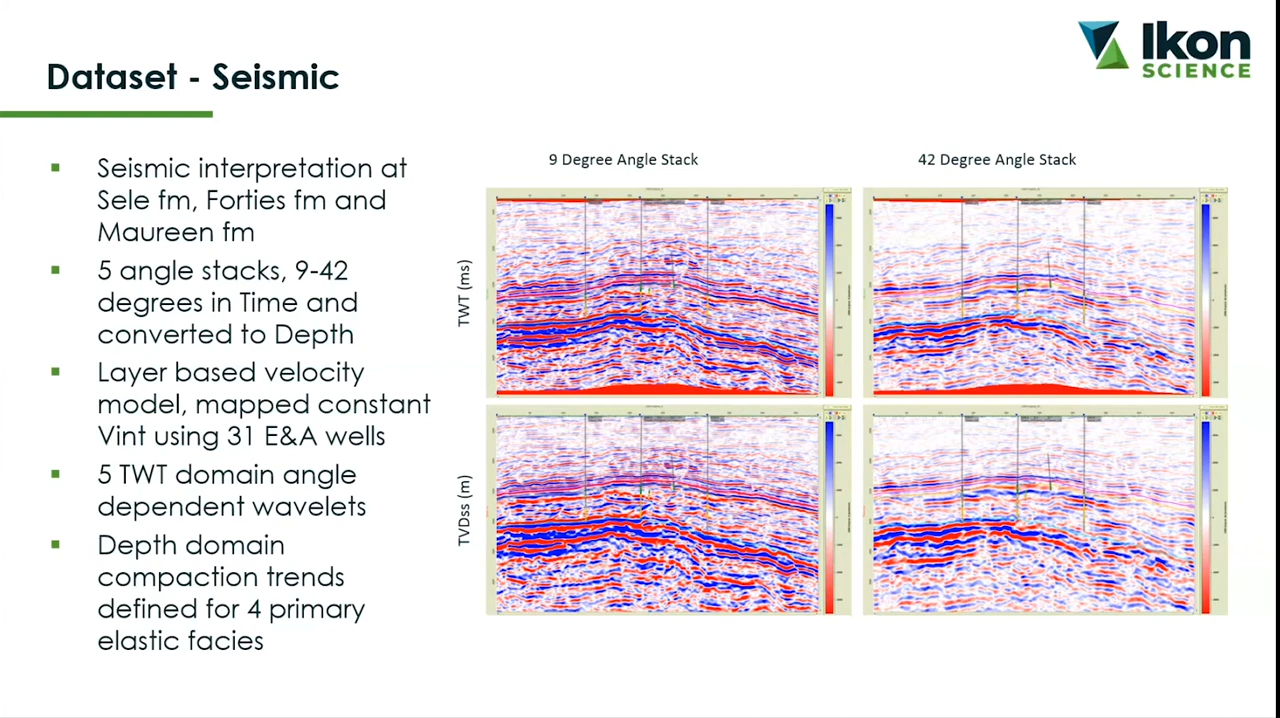 Ikon
SCIENCE
Dataset - Seismic
Seismic interpretation at
Sele fm, Forties fm and
Maureen fm
5 angle stacks, 9-42
degrees in Time and
converted to Depth
Layer based velocity
model, mapped constant
Vint using 31 E&A wells
5 TWT domain angle
dependent wavelets
Depth domain
compaction trends
defined for 4 primary
elastic facies
9 Degree Angle Stack
42 Degree Angle Stack
TWT (ms)
TVDss (m)